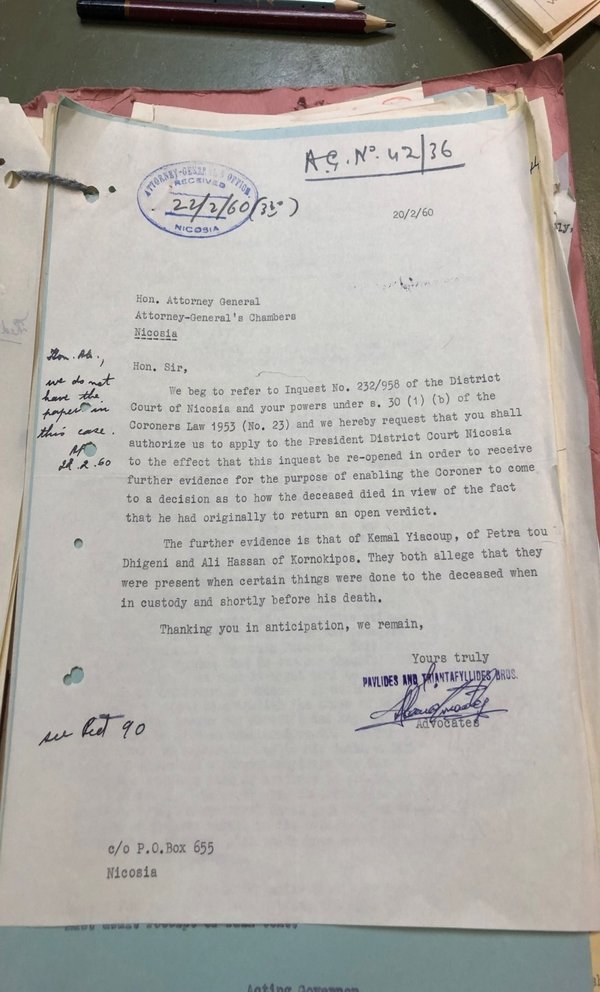 A.G. Nº. 42/36
ATTORNEY-GENERAL'S OFFICE
RECEIVED
22/2/60 (35)
NICOSIA
20/2/60
Hon. Attorney General
Attorney-General's Chambers
Nicosia
Hon. Sir,
We beg to refer to Inquest No. 232/958 of the District
Court of Nicosia and your powers under s. 30 (1) (b) of the
Coroners Law 1953 (No. 23) and we hereby request that you shall
authorize us to apply to the President District Court Nicosia
to the effect that this inquest be re-opened in order to receive
further evidence for the purpose of enabling the Coroner to come
to a decision as to how the deceased died in view of the fact
that he had originally to return an open verdict.
Hon. AG.,
we do not
have the
papers in
this case.
22.2.60
The further evidence is that of Kemal Yiacoup, of Petra tou
Dhigeni and Ali Hassan of Kornokipos. They both allege that they
were present when certain things were done to the deceased when
in custody and shortly before his death.
Thanking you in anticipation, we remain,
Yours truly
PAVLIDES AND TRIANTAFYLLIDES BROS.
Advocates
see 90
c/o P.O.Box 655
Nicosia
Acting Governor